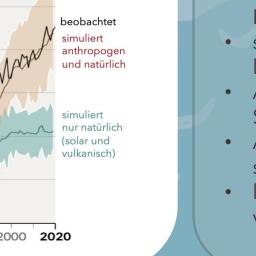 beobachtet
simuliert
anthropogen
und natürlich
simuliert
nur natürlich
(solar und
vulkanisch)
2000 2020